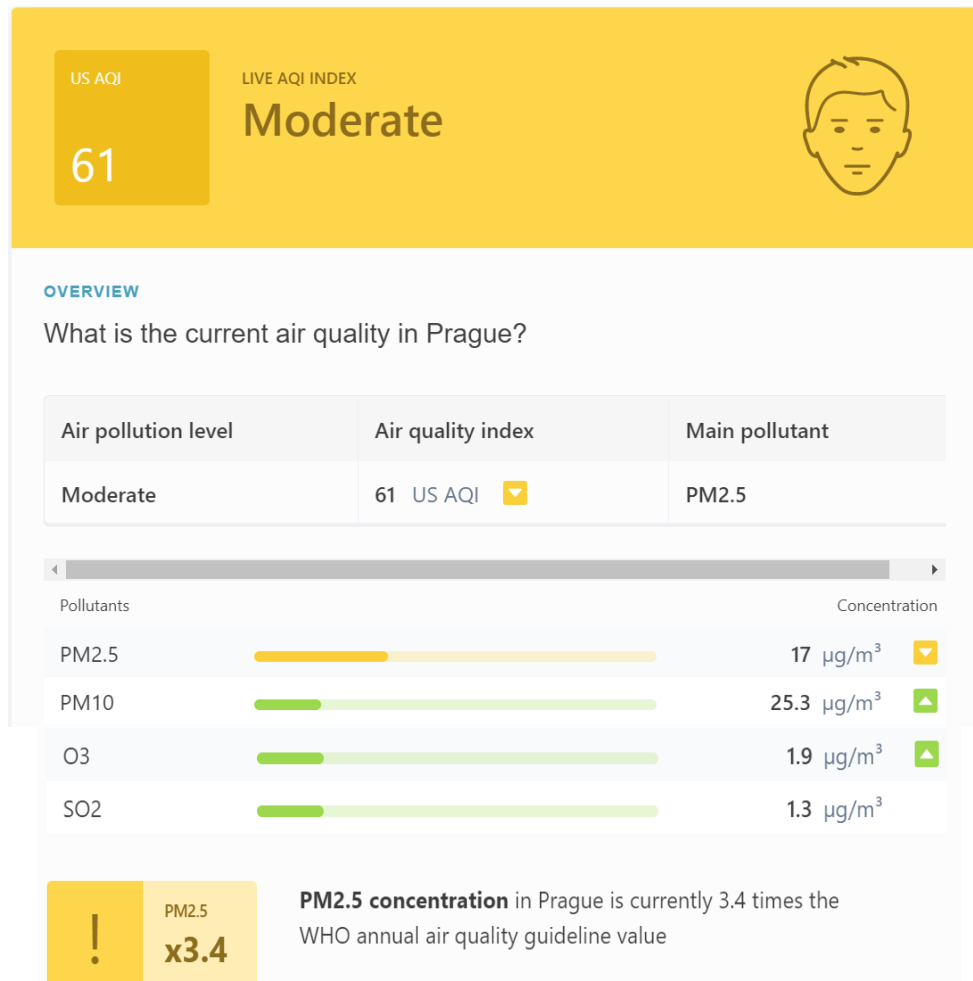 US AQI
61
LIVE AQI INDEX
Moderate
OVERVIEW
What is the current air quality in Prague?
Air pollution level Air quality index Main pollutant
Moderate 61 US AQI PM2.5
Pollutants Concentration
PM2.5 17 µg/m³
PM10 25.3 µg/m³
O3 1.9 µg/m³
SO2 1.3 µg/m³
! PM2.5
x3.4
PM2.5 concentration in Prague is currently 3.4 times the
WHO annual air quality guideline value